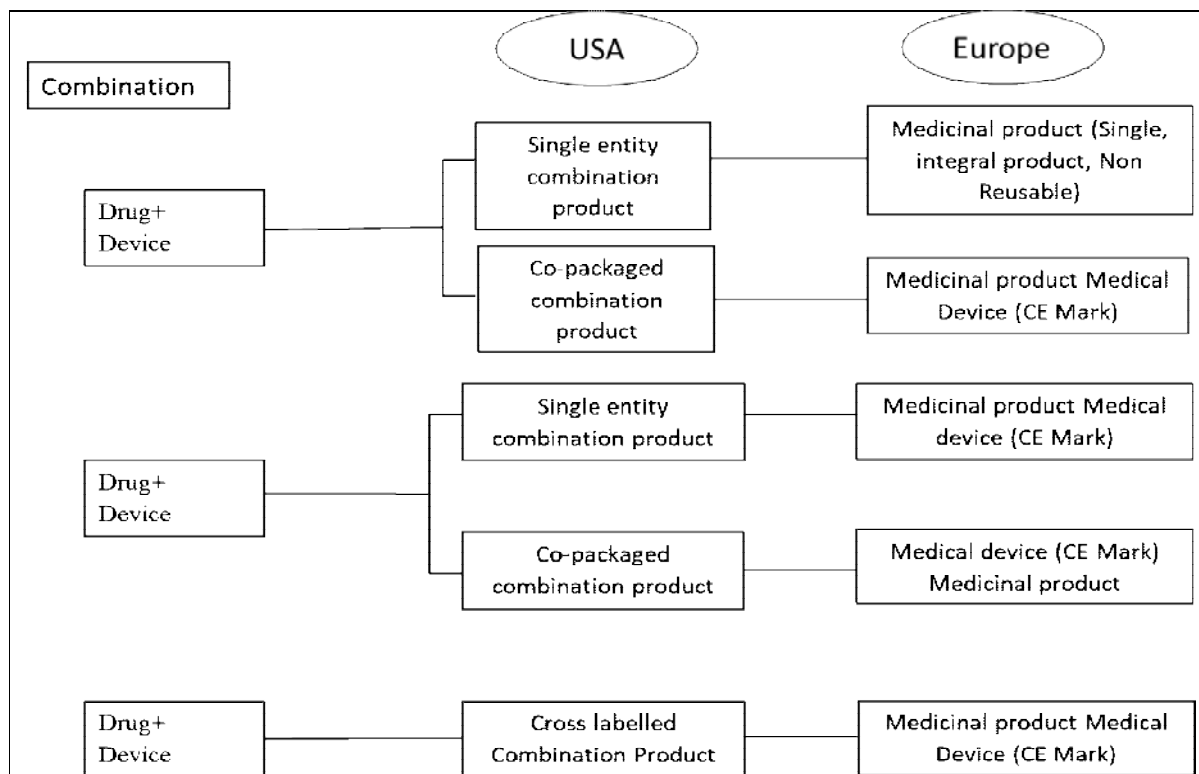 USA
Europe
Combination
Drug+
Device
Single entity
combination
product
Medicinal product (Single,
integral product, Non
Reusable)
Co-packaged
combination
product
Medicinal product Medical
Device (CE Mark)
Drug+
Device
Single entity
combination product
Medicinal product Medical
device (CE Mark)
Co-packaged
combination product
Medical device (CE Mark)
Medicinal product
Drug+
Device
Cross labelled
Combination Product
Medicinal product Medical
Device (CE Mark)